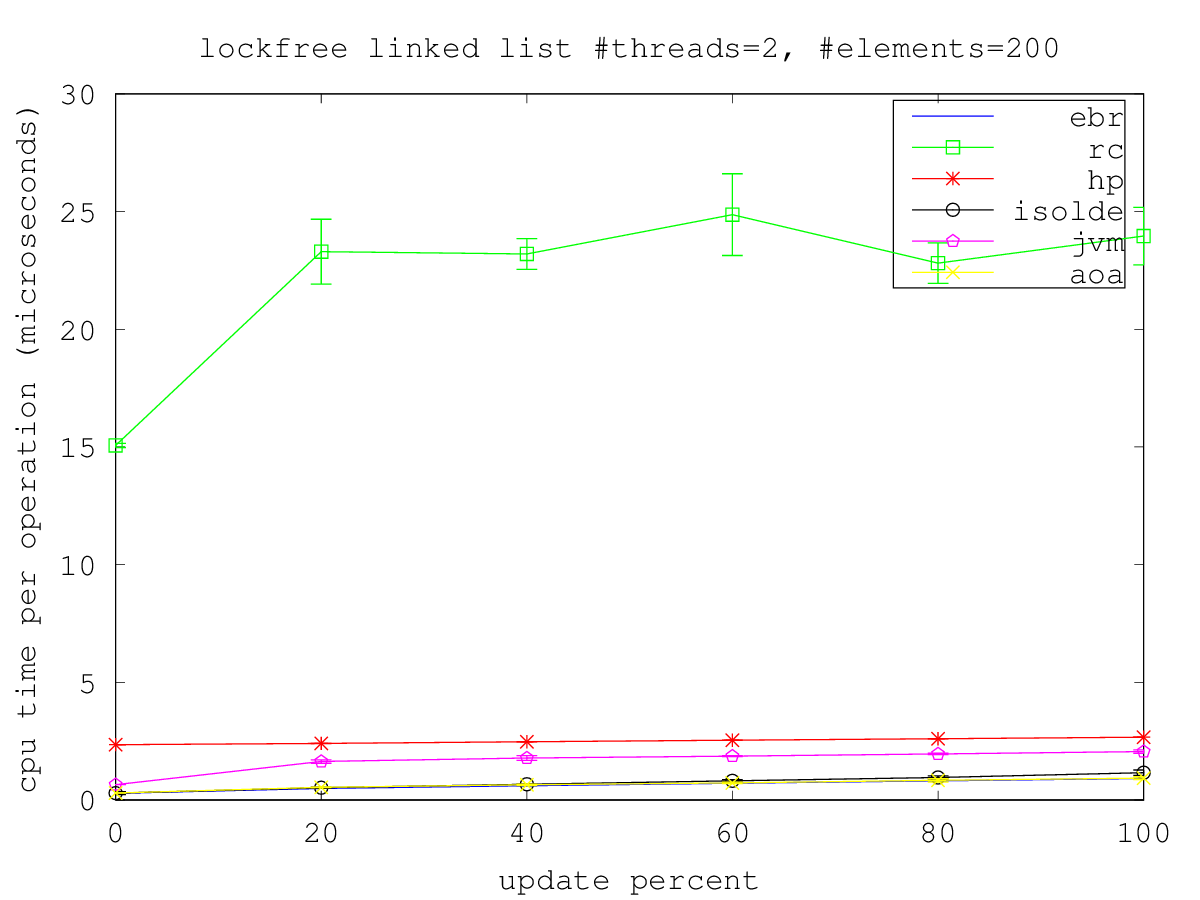 lockfree linked list #threads=2, #elements=200
cpu time per operation (microseconds)
30
25
20
15
10
5
0
ebr
rc
hp
isolde
jvm
aoa
0 20 40 60 80 100
update percent